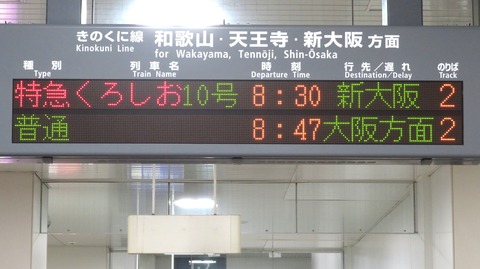 きのくに線 和歌山・天王寺・新大阪 方面
Kinokuni Line for Wakayama, Tennōji, Shin-Osaka
種別 列車名 時刻 行先/遅れ のりば
Type Train Name Departure Time Destination/Delay Track
特急 くろしお 10号 8:30 新大阪 2
普通 8:47 大阪方面 2